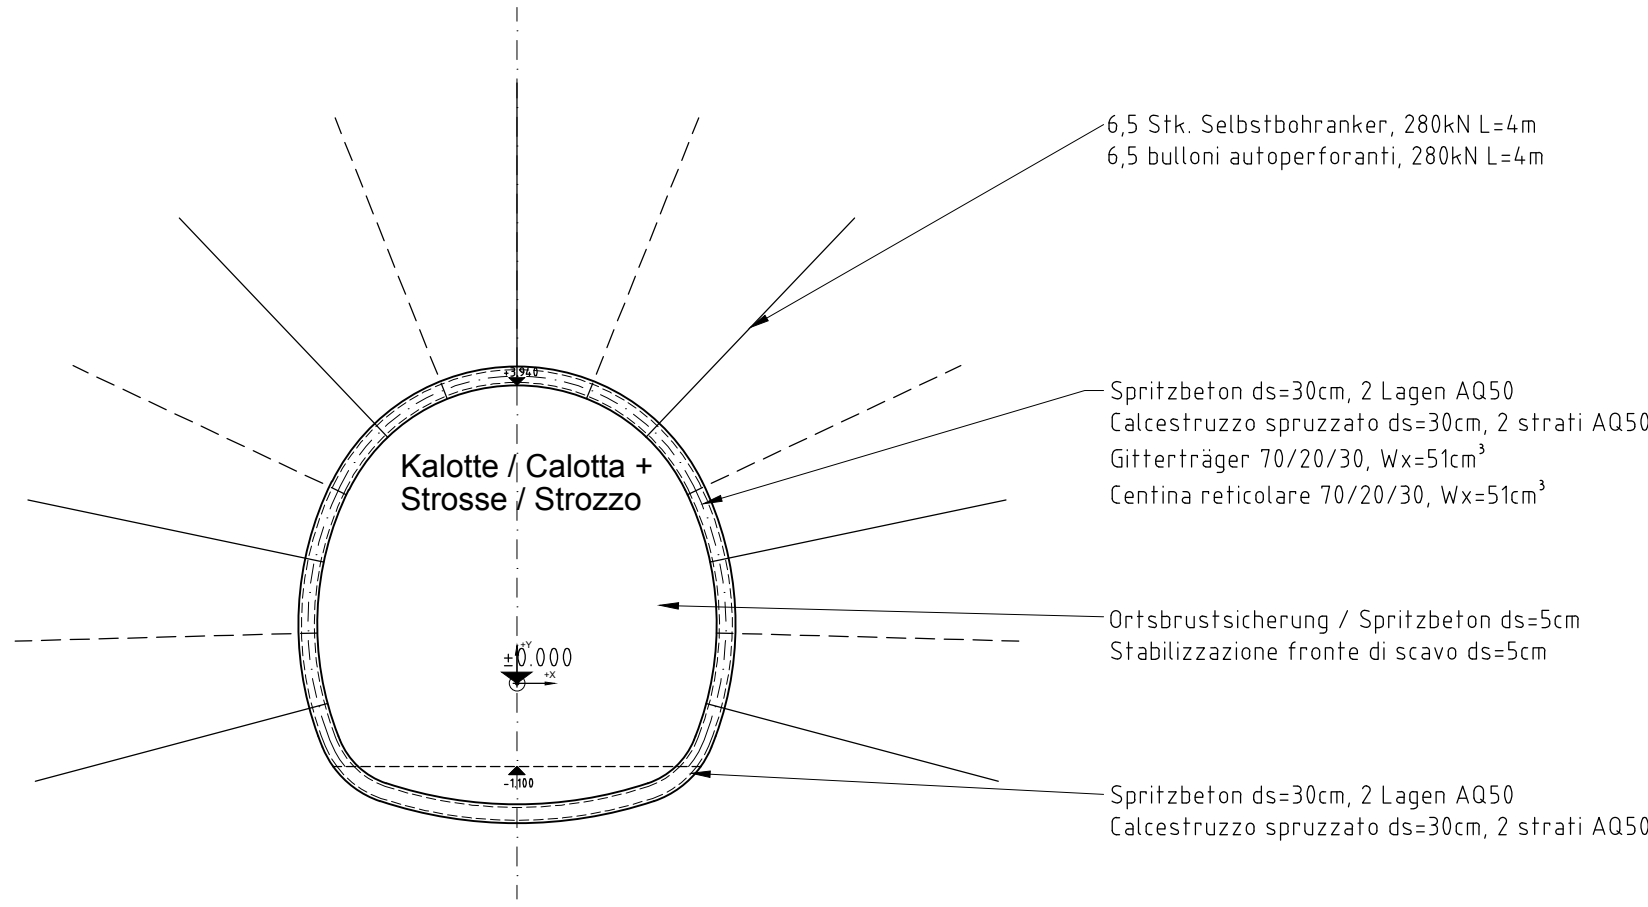 6,5 Stk. Selbstbohranker, 280kN L=4m
6,5 bulloni autoperforanti, 280kN L=4m
+3.940
Spritzbeton ds=30cm, 2 Lagen AQ50
Calcestruzzo spruzzato ds=30cm, 2 strati AQ50
Gitterträger 70/20/30, Wx=51cm³
Centina reticolare 70/20/30, Wx=51cm³
Kalotte / Calotta +
Strosse / Strozzo
Ortsbrustsicherung / Spritzbeton ds=5cm
Stabilizzazione fronte di scavo ds=5cm
+Y
±0.000
+X
-1.100
Spritzbeton ds=30cm, 2 Lagen AQ50
Calcestruzzo spruzzato ds=30cm, 2 strati AQ50